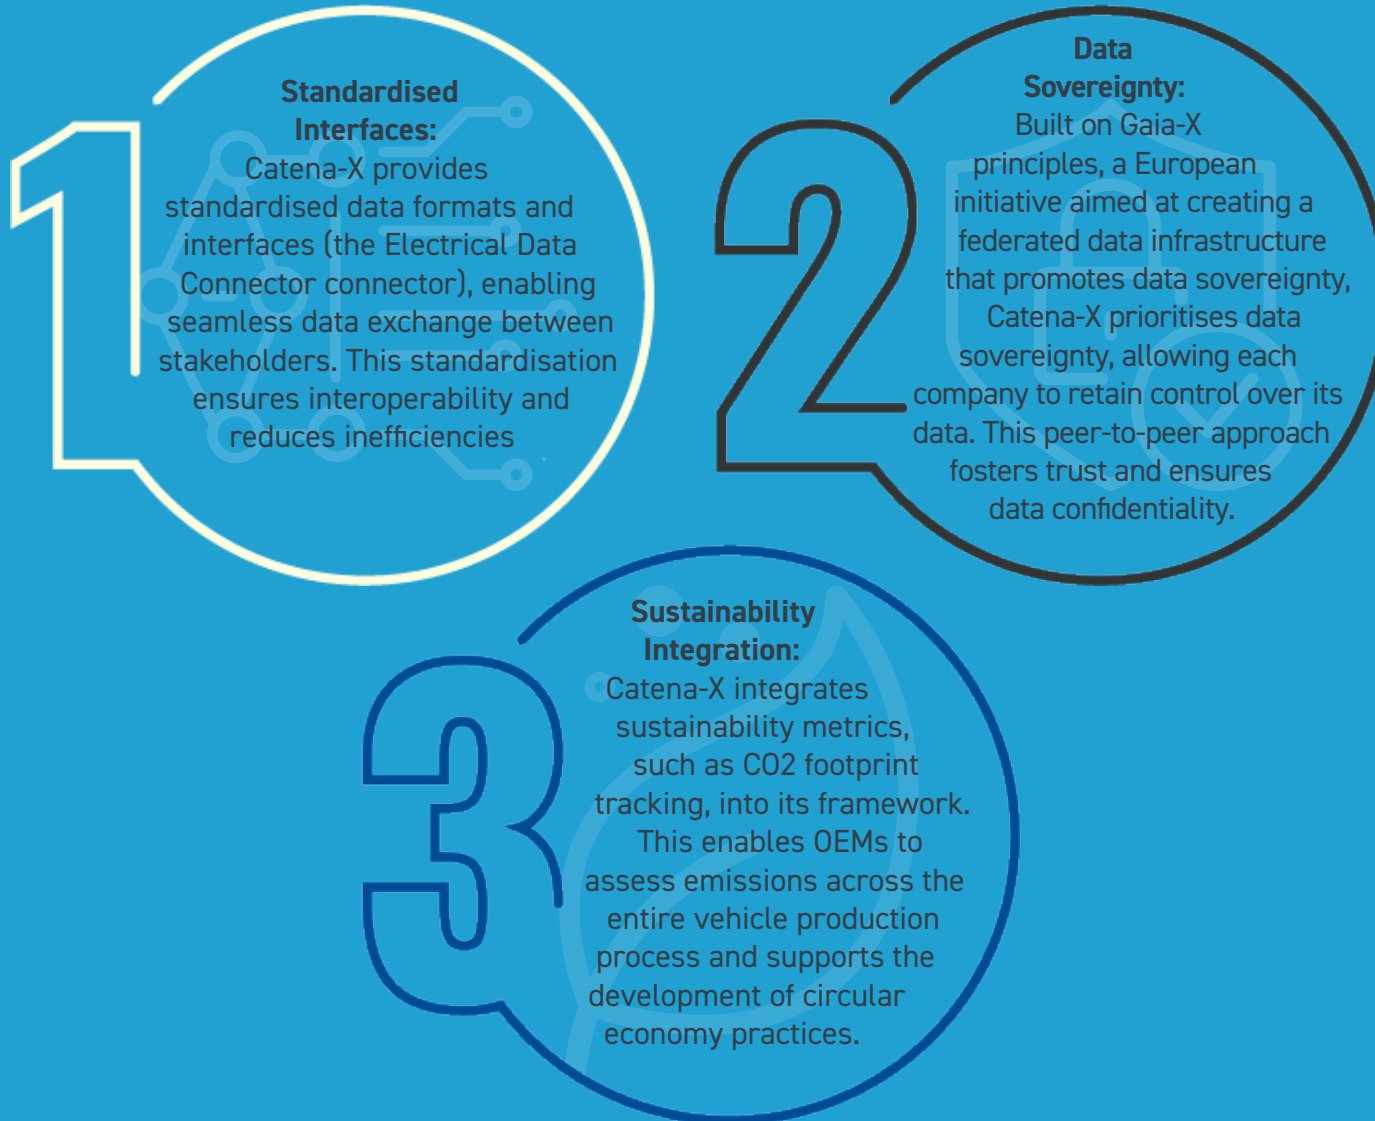 1
Standardised
Interfaces:
Catena-X provides
standardised data formats and
interfaces (the Electrical Data
Connector connector), enabling
seamless data exchange between
stakeholders. This standardisation
ensures interoperability and
reduces inefficiencies
2
Data
Sovereignty:
Built on Gaia-X
principles, a European
initiative aimed at creating a
federated data infrastructure
that promotes data sovereignty,
Catena-X prioritises data
sovereignty, allowing each
company to retain control over its
data. This peer-to-peer approach
fosters trust and ensures
data confidentiality.
3
Sustainability
Integration:
Catena-X integrates
sustainability metrics,
such as CO2 footprint
tracking, into its framework.
This enables OEMs to
assess emissions across the
entire vehicle production
process and supports the
development of circular
economy practices.